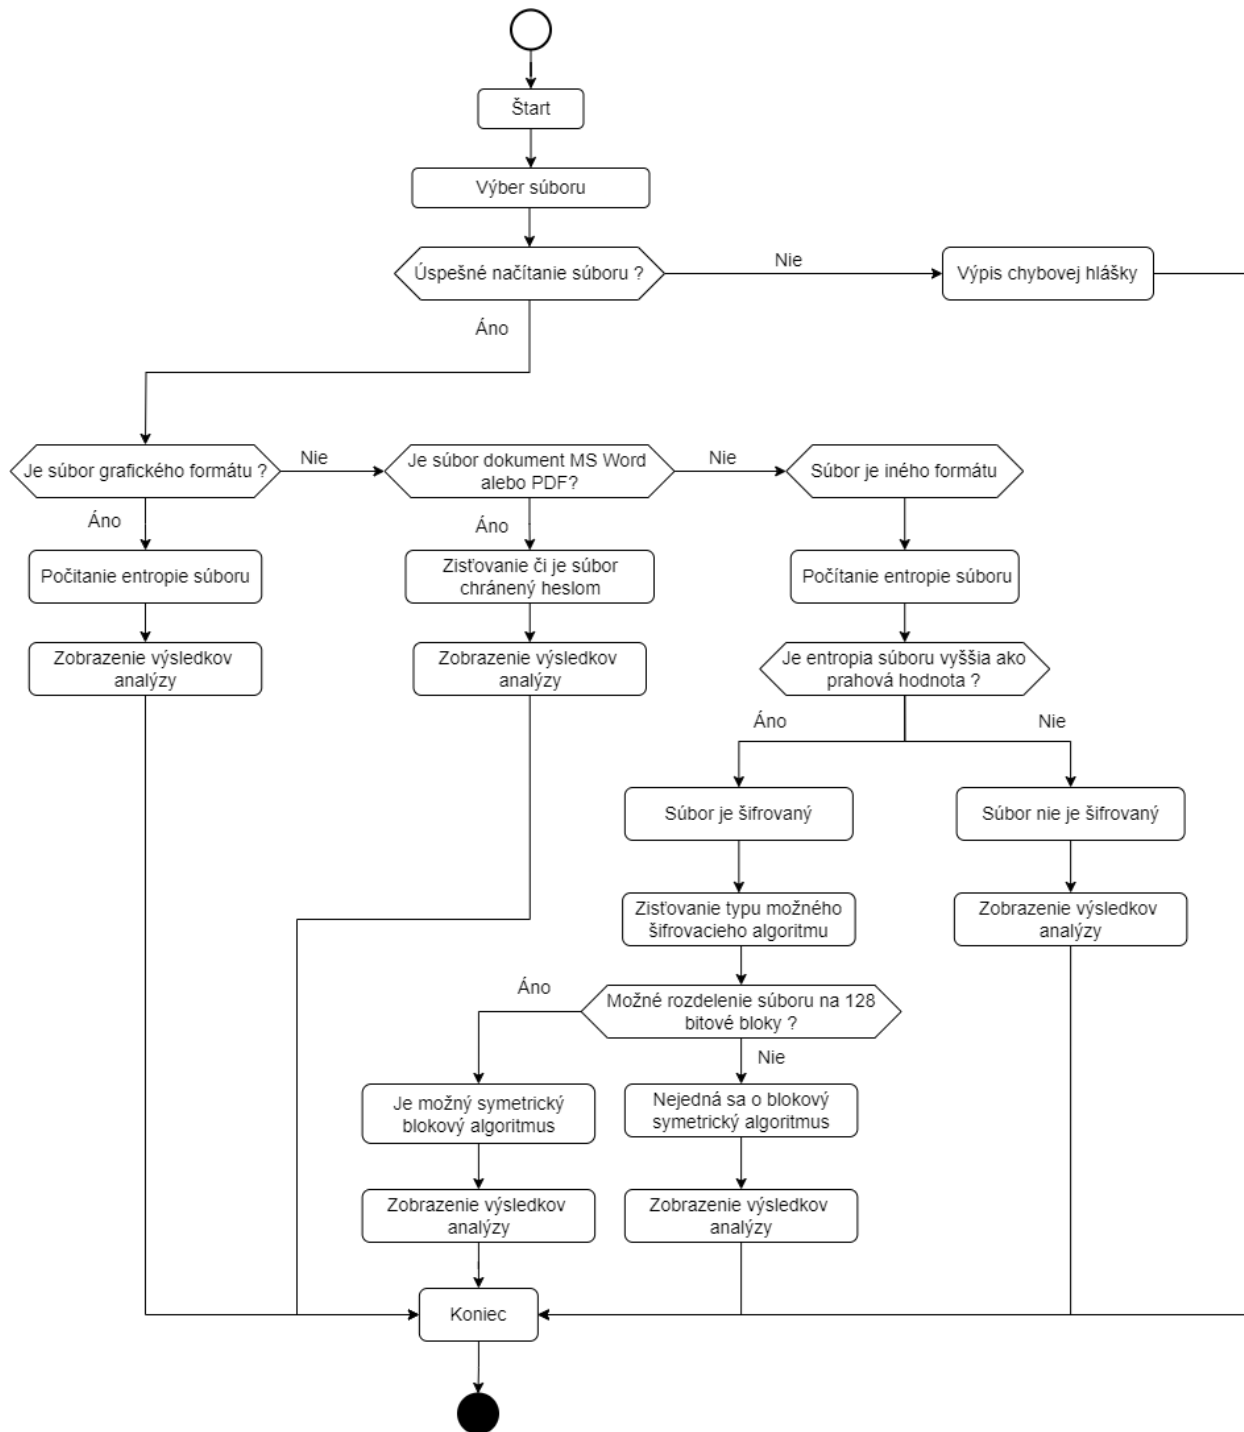 Štart
Výber súboru
Úspešné načítanie súboru ?
Nie
Výpis chybovej hlášky
Áno
Je súbor grafického formátu ?
Nie
Je súbor dokument MS Word
alebo PDF?
Nie
Súbor je iného formátu
Áno
Áno
Počitanie entropie súboru
Zisťovanie či je súbor
chránený heslom
Počítanie entropie súboru
Zobrazenie výsledkov
analýzy
Zobrazenie výsledkov
analýzy
Je entropia súboru vyššia ako
prahová hodnota ?
Áno
Nie
Súbor je šifrovaný
Súbor nie je šifrovaný
Zisťovanie typu možného
šifrovacieho algoritmu
Zobrazenie výsledkov
analýzy
Áno
Možné rozdelenie súboru na 128
bitové bloky ?
Nie
Je možný symetrický
blokový algoritmus
Nejedná sa o blokový
symetrický algoritmus
Zobrazenie výsledkov
analýzy
Zobrazenie výsledkov
analýzy
Koniec